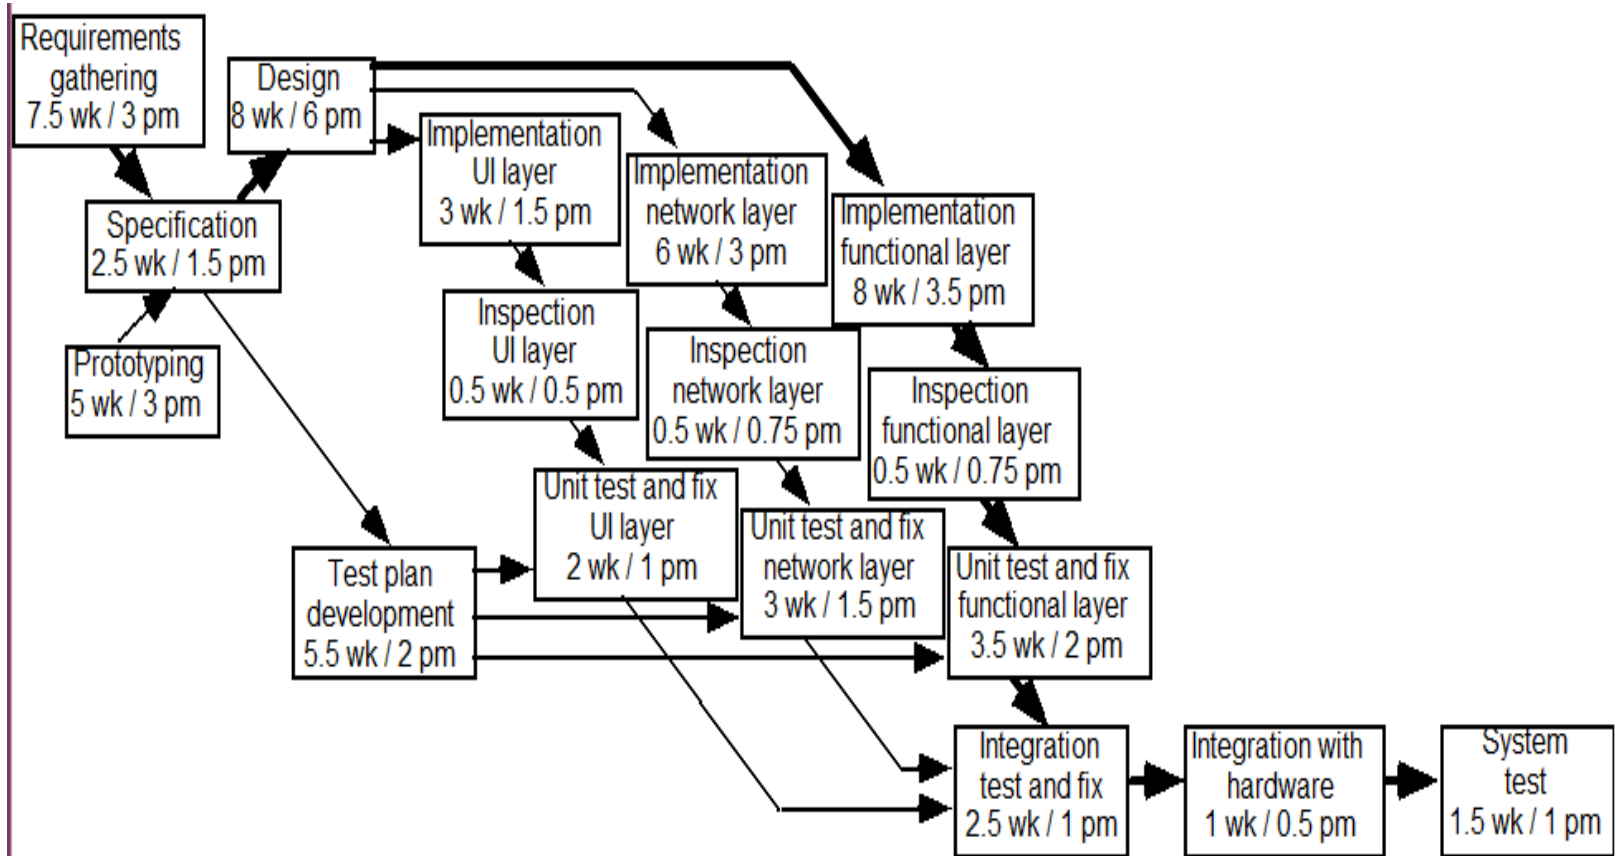 Requirements
gathering
7.5 wk / 3 pm
Design
8 wk / 6 pm
Implementation
UI layer
3 wk / 1.5 pm
Implementation
network layer
6 wk / 3 pm
Implementation
functional layer
8 wk / 3.5 pm
Specification
2.5 wk / 1.5 pm
Prototyping
5 wk / 3 pm
Inspection
UI layer
0.5 wk / 0.5 pm
Inspection
network layer
0.5 wk / 0.75 pm
Inspection
functional layer
0.5 wk / 0.75 pm
Unit test and fix
UI layer
2 wk / 1 pm
Unit test and fix
network layer
3 wk / 1.5 pm
Unit test and fix
functional layer
3.5 wk / 2 pm
Test plan
development
5.5 wk / 2 pm
Integration
test and fix
2.5 wk / 1 pm
Integration with
hardware
1 wk / 0.5 pm
System
test
1.5 wk / 1 pm